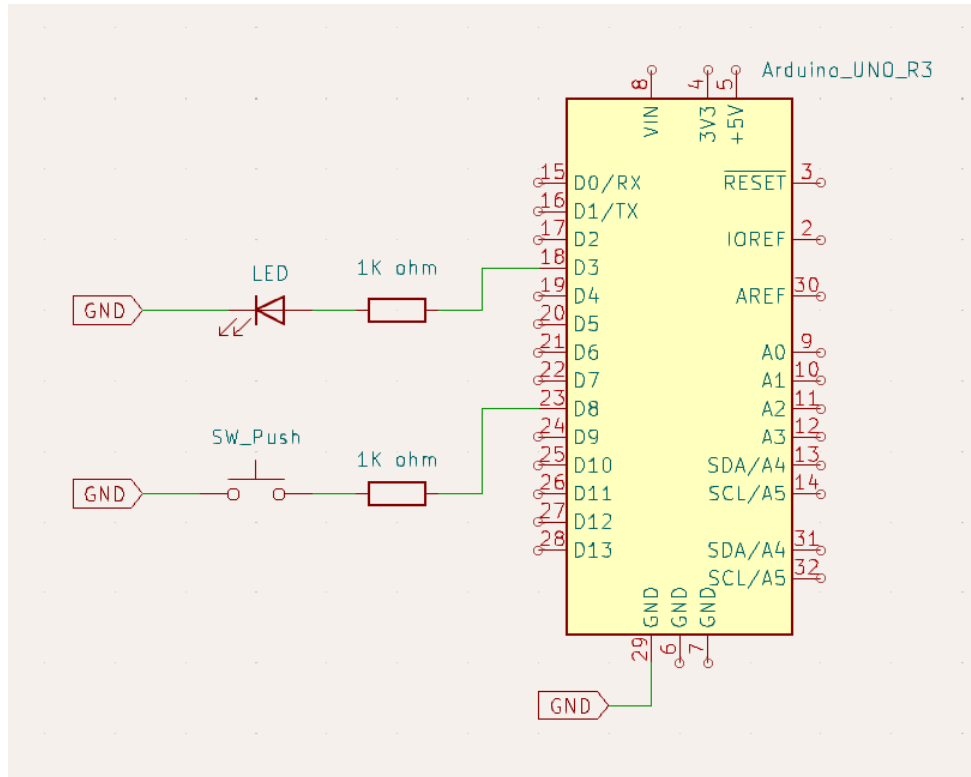 Arduino_UNO_R3
8 4 5
VIN 3V3 +5V
15 D0/RX RESET 3
16 D1/TX
17 D2 IOREF 2
18 D3
LED 1K ohm
GND
19 D4 AREF 30
20 D5
21 D6 A0 9
22 D7 A1 10
23 D8 A2 11
24 D9 A3 12
SW_Push 1K ohm
GND
25 D10 SDA/A4 13
26 D11 SCL/A5 14
27 D12
28 D13 SDA/A4 31
SCL/A5 32
GND GND GND
29 6 7
GND